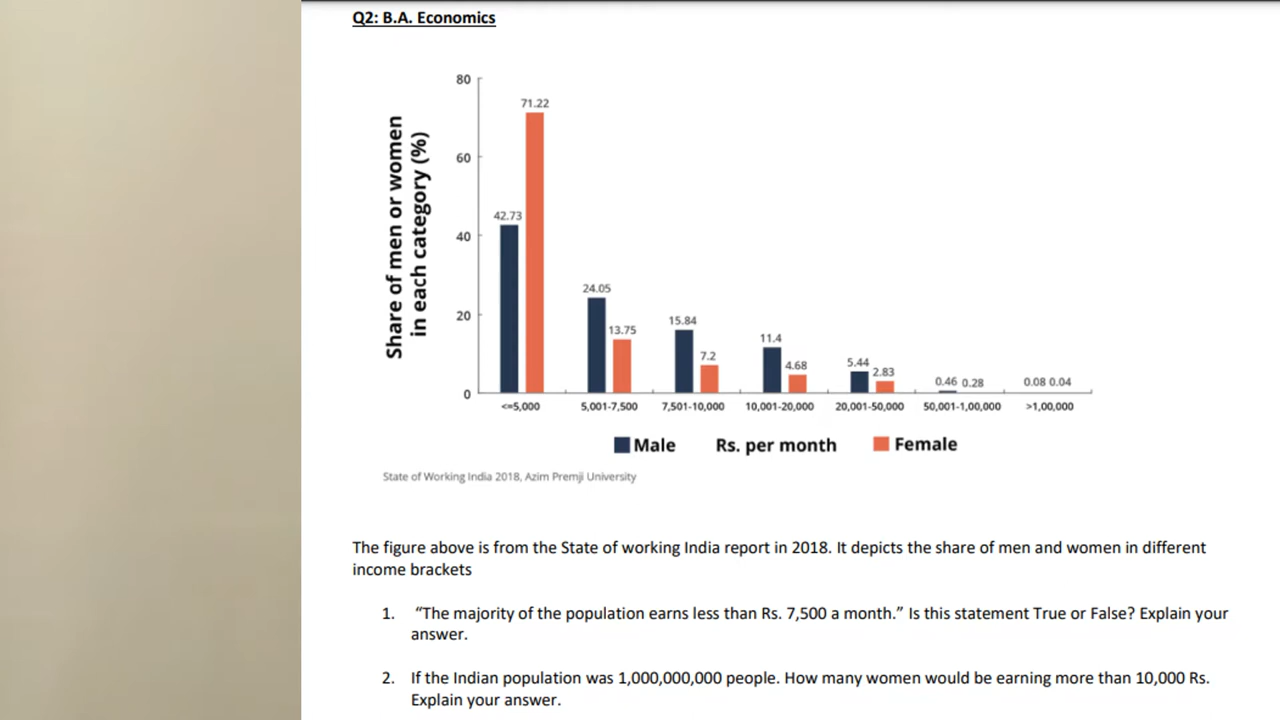 Q2: B.A. Economics
Share of men or women
in each category (%)
80
60
40
20
0
71.22
42.73
24.05
13.75
15.84
7.2
11.4
4.68
5.44
2.83
0.46 0.28
0.08 0.04
<=5,000 5,001-7,500 7,501-10,000 10,001-20,000 20,001-50,000 50,001-1,00,000 >1,00,000
Male Rs. per month Female
State of Working India 2018, Azim Premji University
The figure above is from the State of working India report in 2018. It depicts the share of men and women in different
income brackets
1. “The majority of the population earns less than Rs. 7,500 a month.” Is this statement True or False? Explain your
answer.
2. If the Indian population was 1,000,000,000 people. How many women would be earning more than 10,000 Rs.
Explain your answer.